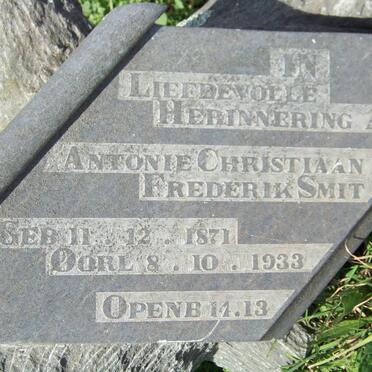 IN
LIEFDEVOLLE
HERINNERING A
ANTONIE CHRISTIAAN
FREDERIK SMIT
GEB 11 . 12 . 1871
OORL 8 . 10 . 1933
OPENB 14.13